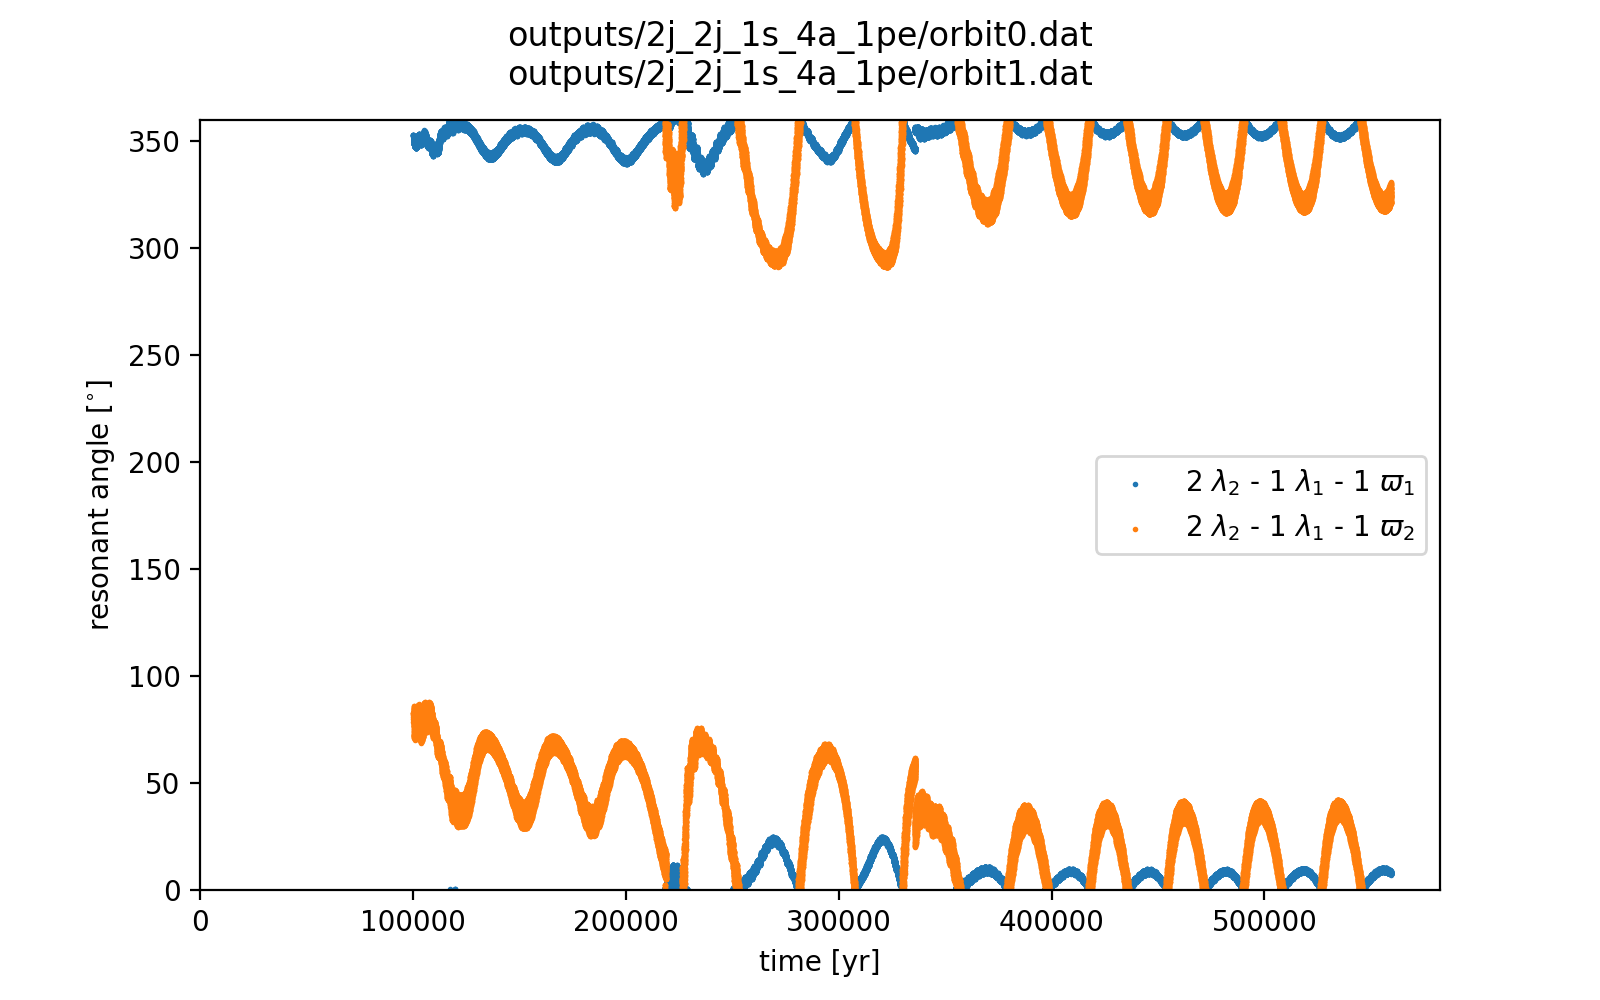 outputs/2j_2j_1s_4a_1pe/orbit0.dat
outputs/2j_2j_1s_4a_1pe/orbit1.dat
350
300
250
200
150
100
50
0
resonant angle [°]
2 λ₂ - 1 λ₁ - 1 ϖ₁
2 λ₂ - 1 λ₁ - 1 ϖ₂
0
100000
200000
300000
400000
500000
time [yr]